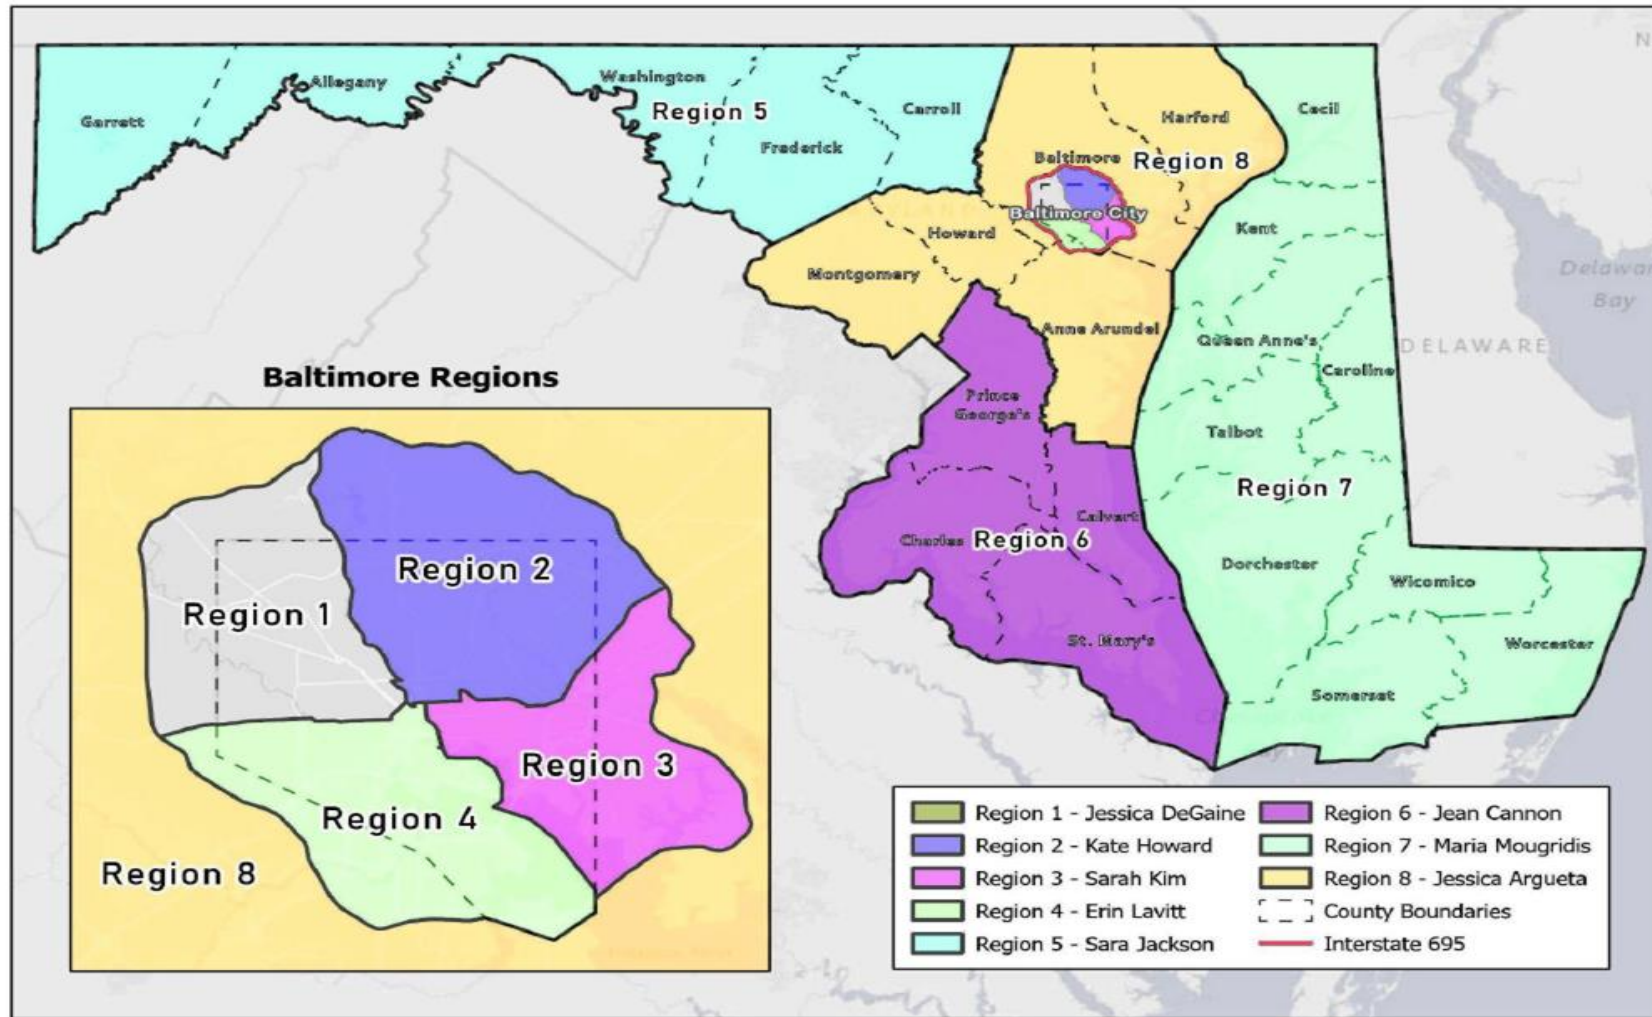 Garrett
Allegany
Washington
Region 5
Frederick
Carroll
Harford
Cecil
Baltimore
Region 8
Baltimore City
Howard
Montgomery
Anne Arundel
Kent
Delawar
Bay
DELAWARE
Queen Anne's
Caroline
Talbot
Region 7
Prince
George's
Calvart
Charles
Region 6
Dorchester
Wicomico
St. Mary's
Worcester
Somerset
Baltimore Regions
Region 2
Region 1
Region 3
Region 4
Region 8
Region 1 - Jessica DeGaine
Region 2 - Kate Howard
Region 3 - Sarah Kim
Region 4 - Erin Lavitt
Region 5 - Sara Jackson
Region 6 - Jean Cannon
Region 7 - Maria Mougridis
Region 8 - Jessica Argueta
County Boundaries
Interstate 695